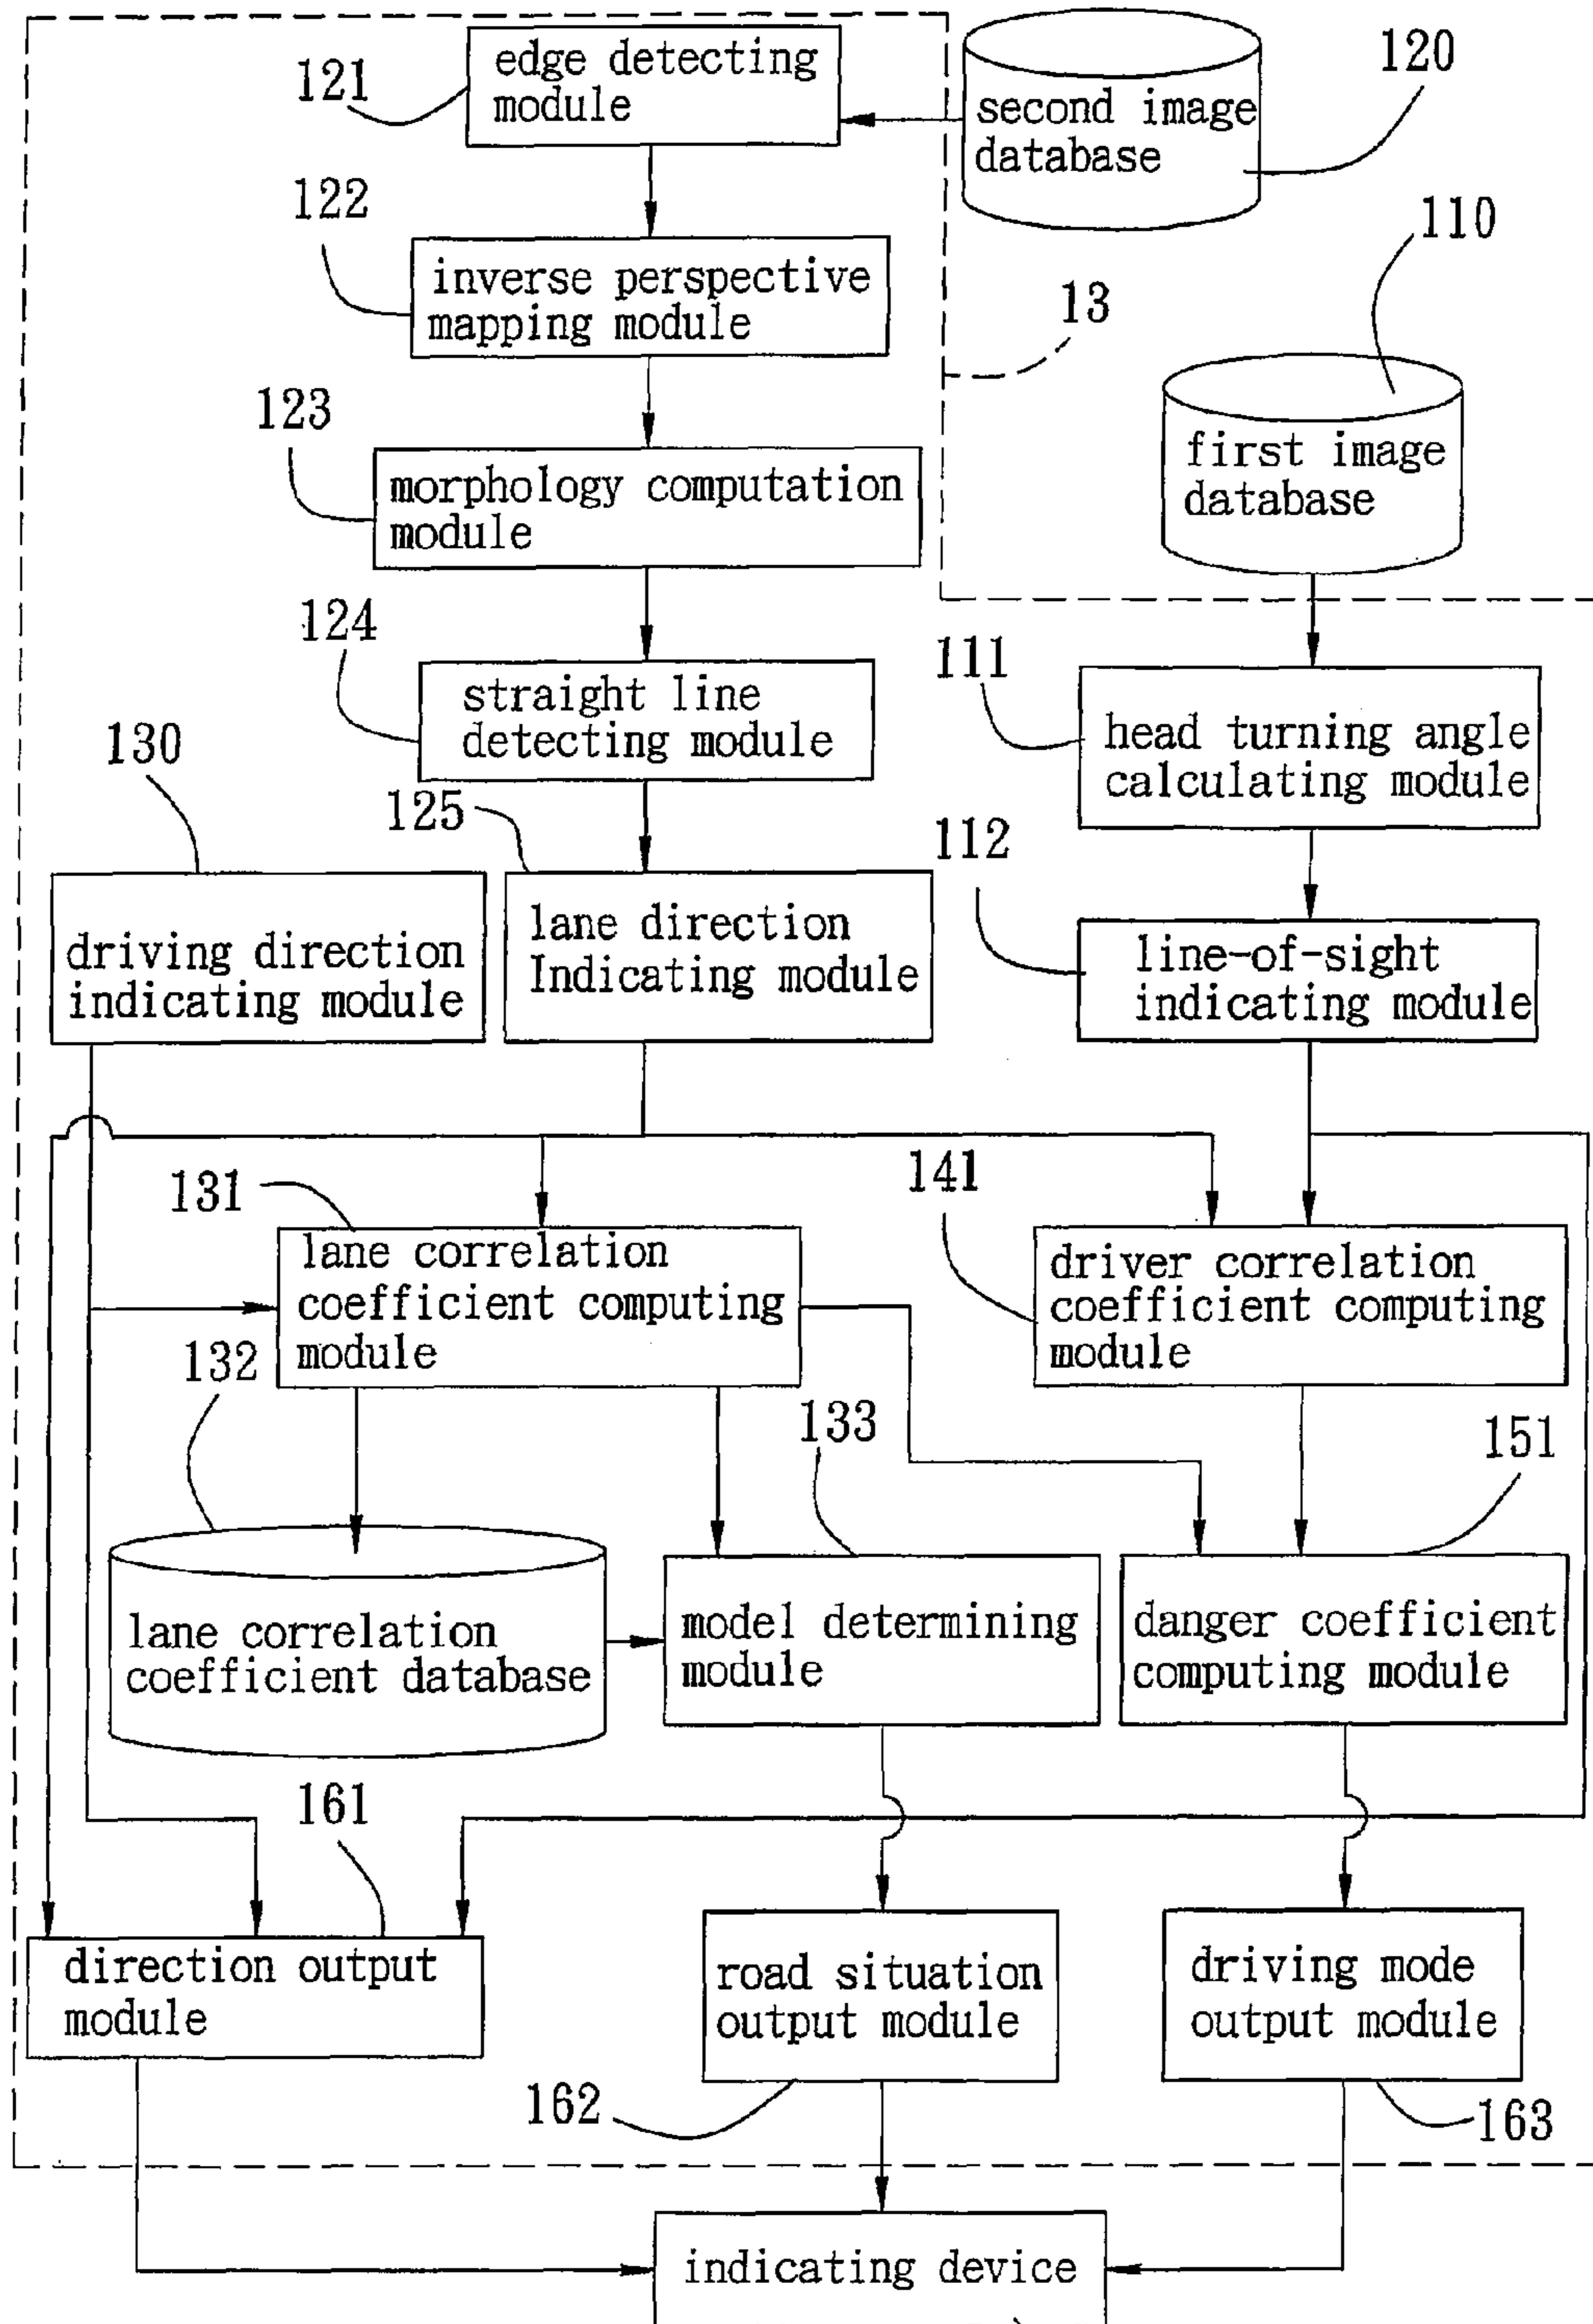 121
edge detecting
module
second image
database
120
122
inverse perspective
mapping module
13
110
first image
database
123
morphology computation
module
124
straight line
detecting module
111
head turning angle
calculating module
130
driving direction
indicating module
125
lane direction
Indicating module
112
line-of-sight
indicating module
131
lane correlation
coefficient computing
module
141
driver correlation
coefficient computing
module
132
lane correlation
coefficient database
133
model determining
module
151
danger coefficient
computing module
161
direction output
module
road situation
output module
162
driving mode
output module
163
indicating device